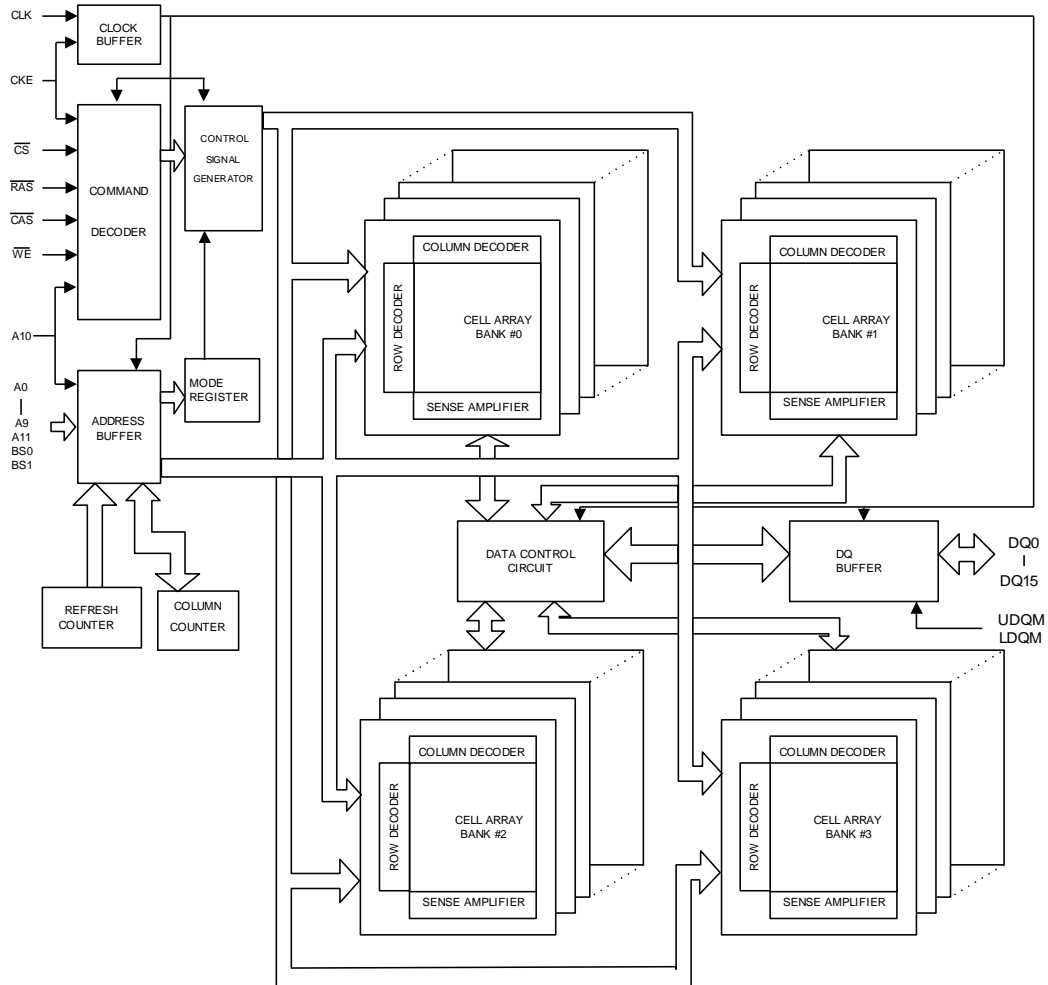 CLK
CLOCK
BUFFER
CKE
COMMAND
DECODER
CONTROL
SIGNAL
GENERATOR
CS
RAS
CAS
WE
A10
A0
A9
A11
BS0
BS1
ADDRESS
BUFFER
MODE
REGISTER
REFRESH
COUNTER
COLUMN
COUNTER
COLUMN DECODER
ROW DECODER
CELL ARRAY
BANK #0
SENSE AMPLIFIER
COLUMN DECODER
ROW DECODER
CELL ARRAY
BANK #1
SENSE AMPLIFIER
DATA CONTROL
CIRCUIT
DQ
BUFFER
DQ0
DQ15
UDQM
LDQM
COLUMN DECODER
ROW DECODER
CELL ARRAY
BANK #2
SENSE AMPLIFIER
COLUMN DECODER
ROW DECODER
CELL ARRAY
BANK #3
SENSE AMPLIFIER